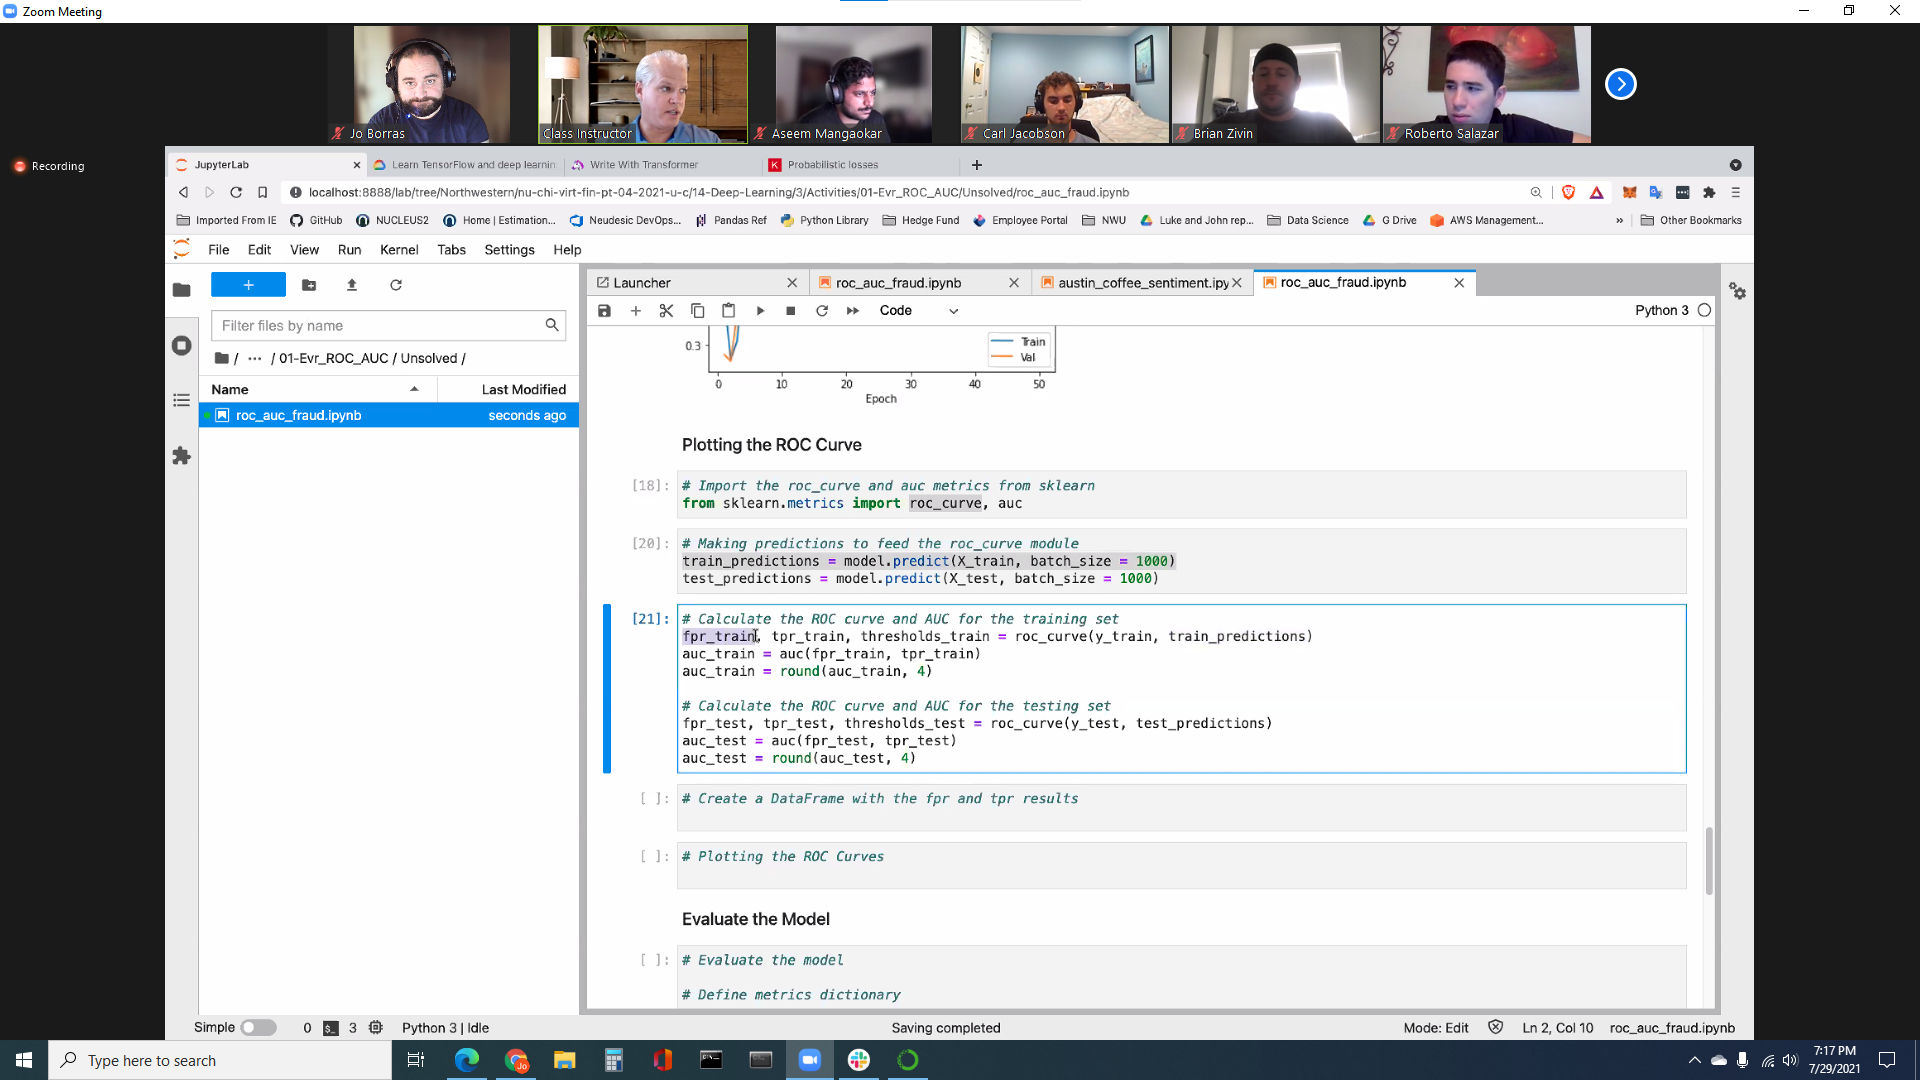 Zoom Meeting
Jo Borras
Class Instructor
Aseem Mangaokar
Carl Jacobson
Brian Zivin
Roberto Salazar
Recording
JupyterLab
Learn TensorFlow and deep learnin
Write With Transformer
K Probabilistic losses
localhost:8888/lab/tree/Northwestern/nu-chi-virt-fin-pt-04-2021-u-c/14-Deep-Learning/3/Activities/01-Evr_ROC_AUC/Unsolved/roc_auc_fraud.ipynb
Imported From IE GitHub NUCLEUS2 Home | Estimation... Neudesic DevOps... Pandas Ref Python Library Hedge Fund Employee Portal NWU Luke and John rep... Data Science G Drive AWS Management... » Other Bookmarks
File Edit View Run Kernel Tabs Settings Help
Launcher
roc_auc_fraud.ipynb
austin_coffee_sentiment.ipy
roc_auc_fraud.ipynb
Code
Python 3
Filter files by name
/ ··· / 01-Evr_ROC_AUC / Unsolved /
Name Last Modified
roc_auc_fraud.ipynb seconds ago
0.3
Train
Val
0 10 20 30 40 50
Epoch
Plotting the ROC Curve
[18]: # Import the roc_curve and auc metrics from sklearn
from sklearn.metrics import roc_curve, auc
[20]: # Making predictions to feed the roc_curve module
train_predictions = model.predict(X_train, batch_size = 1000)
test_predictions = model.predict(X_test, batch_size = 1000)
[21]: # Calculate the ROC curve and AUC for the training set
fpr_train, tpr_train, thresholds_train = roc_curve(y_train, train_predictions)
auc_train = auc(fpr_train, tpr_train)
auc_train = round(auc_train, 4)
# Calculate the ROC curve and AUC for the testing set
fpr_test, tpr_test, thresholds_test = roc_curve(y_test, test_predictions)
auc_test = auc(fpr_test, tpr_test)
auc_test = round(auc_test, 4)
[ ]: # Create a DataFrame with the fpr and tpr results
[ ]: # Plotting the ROC Curves
Evaluate the Model
[ ]: # Evaluate the model
# Define metrics dictionary
Simple 0 3 Python 3 | Idle
Saving completed
Mode: Edit Ln 2, Col 10 roc_auc_fraud.ipynb
Type here to search
7:17 PM
7/29/2021